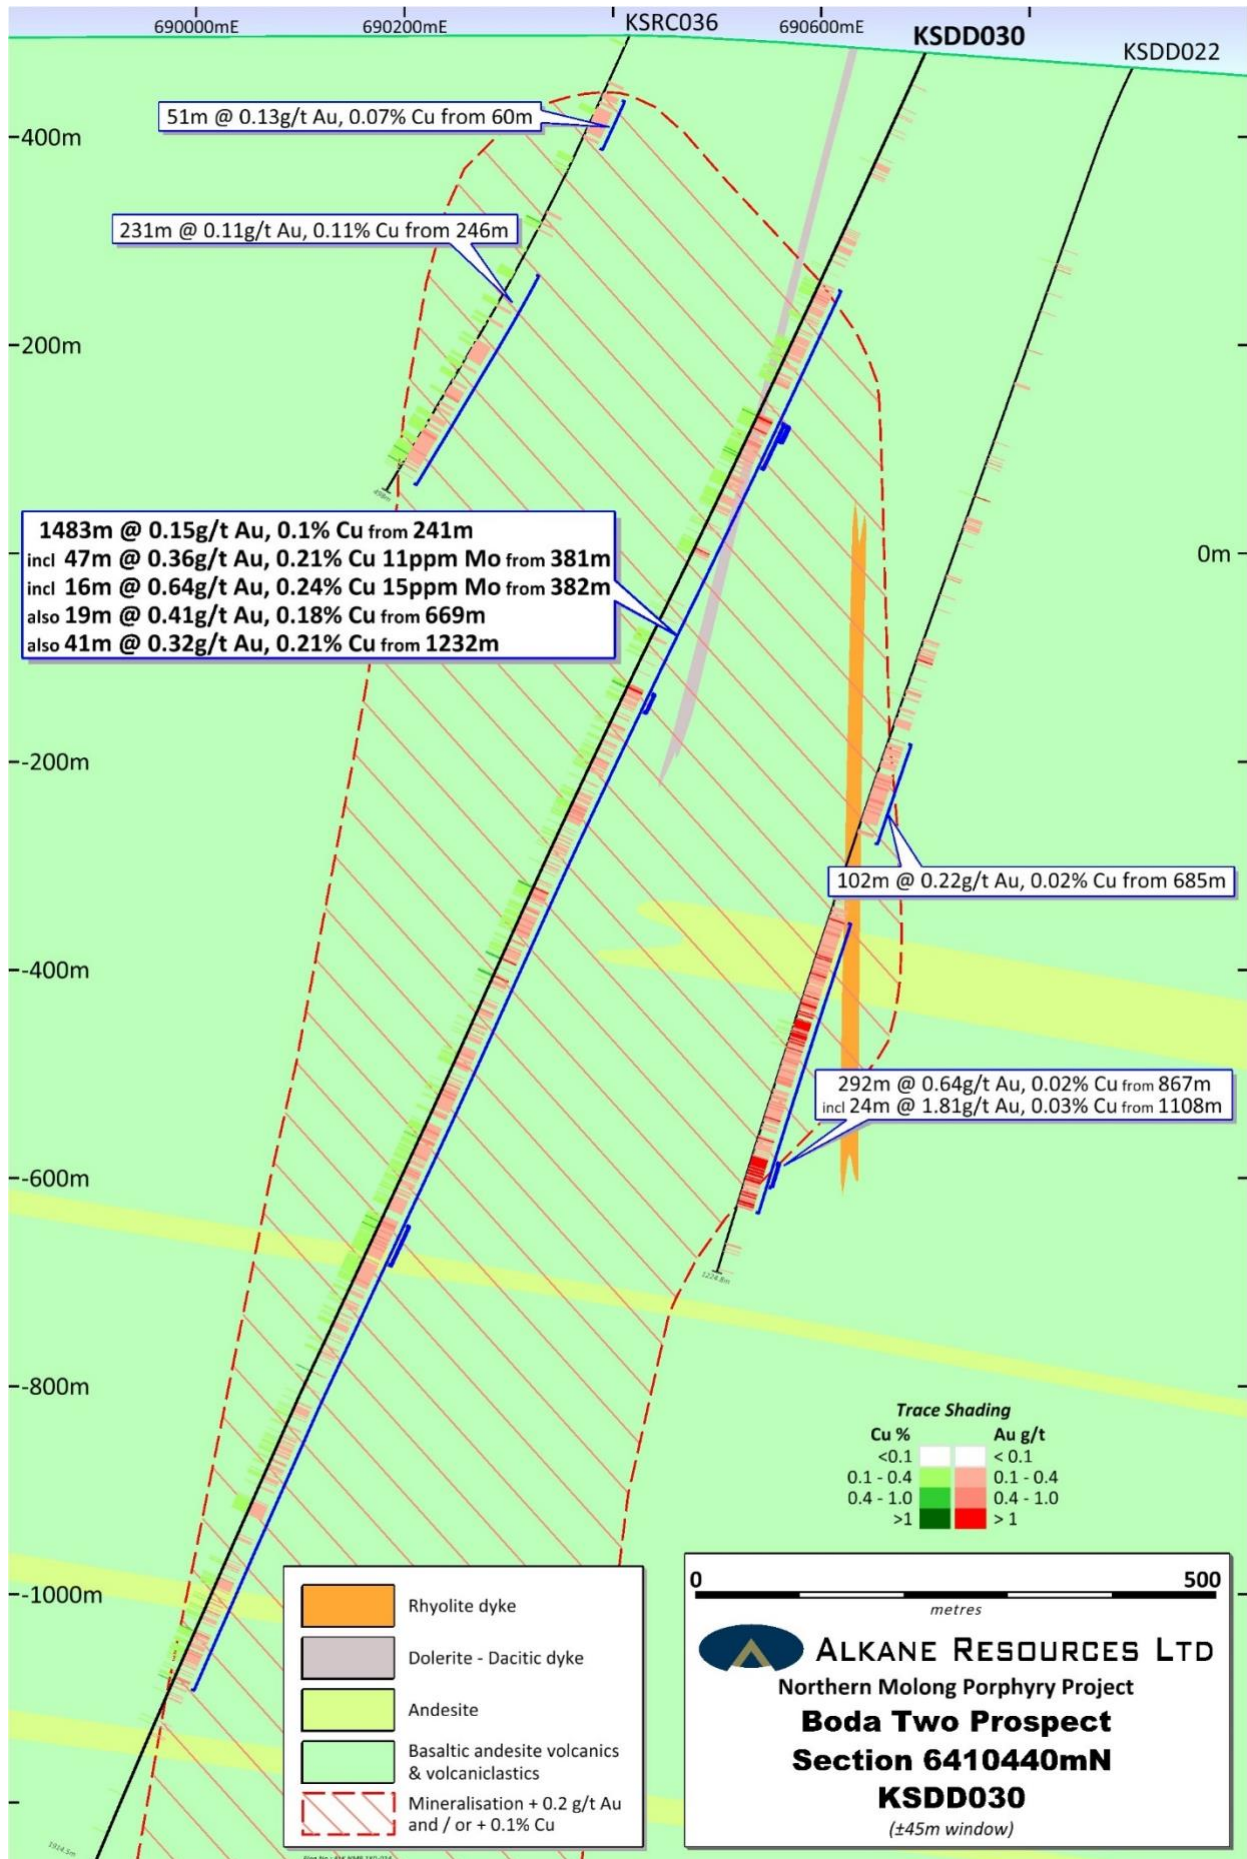 690000mE
690200mE
KSRC036
690600mE
KSDD030
KSDD022
51m @ 0.13g/t Au, 0.07% Cu from 60m
400m
231m @ 0.11g/t Au, 0.11% Cu from 246m
200m
498m
1483m @ 0.15g/t Au, 0.1% Cu from 241m
incl 47m @ 0.36g/t Au, 0.21% Cu 11ppm Mo from 381m
incl 16m @ 0.64g/t Au, 0.24% Cu 15ppm Mo from 382m
also 19m @ 0.41g/t Au, 0.18% Cu from 669m
also 41m @ 0.32g/t Au, 0.21% Cu from 1232m
0m
-200m
102m @ 0.22g/t Au, 0.02% Cu from 685m
-400m
292m @ 0.64g/t Au, 0.02% Cu from 867m
incl 24m @ 1.81g/t Au, 0.03% Cu from 1108m
-600m
1224.8m
-800m
Trace Shading
Cu % Au g/t
<0.1 < 0.1
0.1 - 0.4 0.1 - 0.4
0.4 - 1.0 0.4 - 1.0
>1 > 1
-1000m
Rhyolite dyke
Dolerite - Dacitic dyke
Andesite
Basaltic andesite volcanics
& volcaniclastics
Mineralisation + 0.2 g/t Au
and / or + 0.1% Cu
0 500
metres
ALKANE RESOURCES LTD
Northern Molong Porphyry Project
Boda Two Prospect
Section 6410440mN
KSDD030
(±45m window)
1914.5m